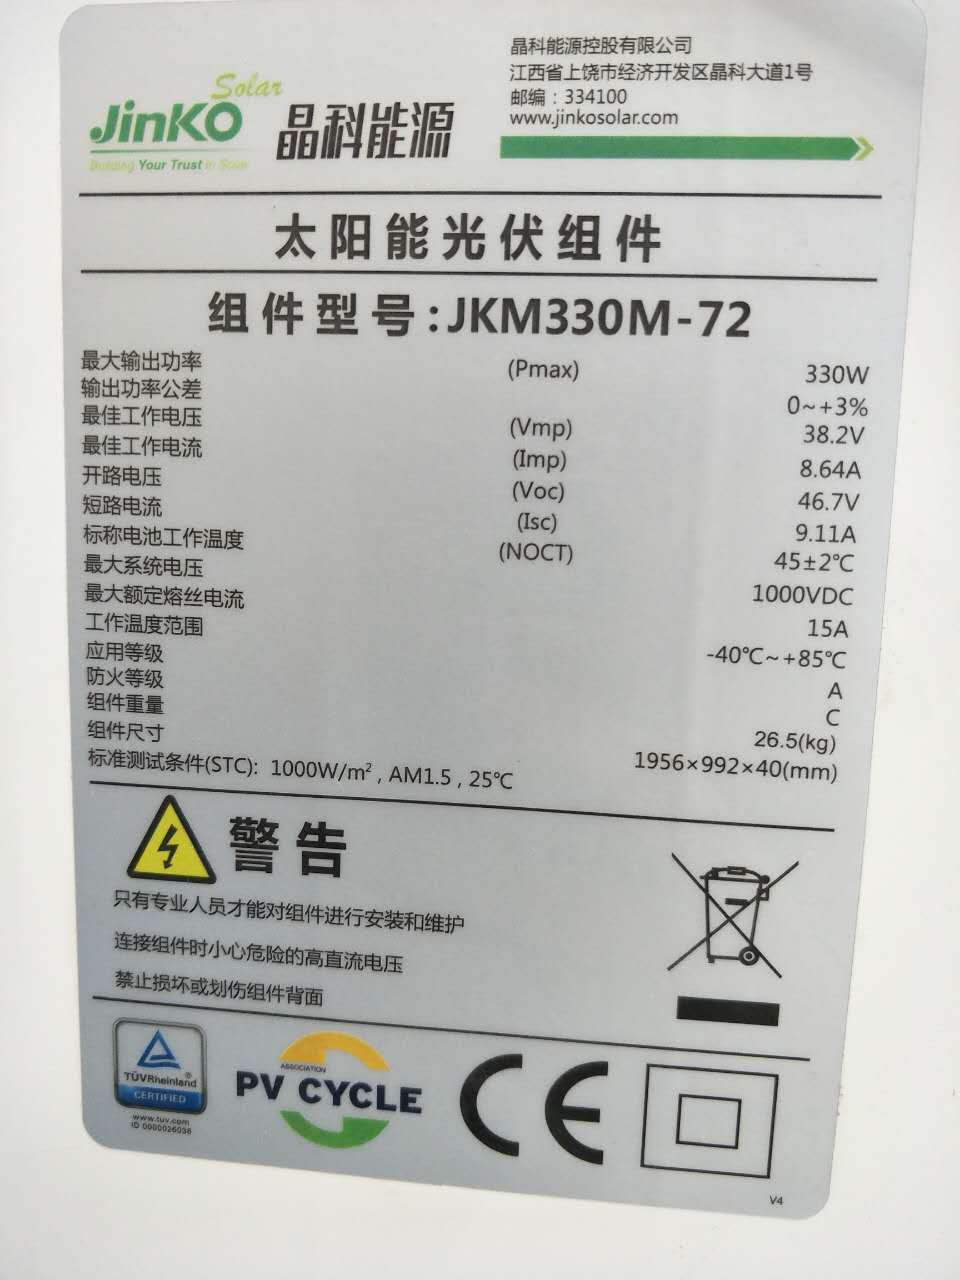 晶科能源控股有限公司
江西省上饶市经济开发区晶科大道1号
邮编：334100
www.jinkosolar.com
Solar
JinKO 晶科能源
Building Your Trust in Solar
太阳能光伏组件
组件型号：JKM330M-72
最大输出功率 (Pmax) 330W
输出功率公差 0~+3%
最佳工作电压 (Vmp) 38.2V
最佳工作电流 (Imp) 8.64A
开路电压 (Voc) 46.7V
短路电流 (Isc) 9.11A
标称电池工作温度 (NOCT) 45±2℃
最大系统电压 1000VDC
最大额定熔丝电流 15A
工作温度范围 -40℃~+85℃
应用等级 A
防火等级 C
组件重量 26.5(kg)
组件尺寸 1956×992×40(mm)
标准测试条件(STC)：1000W/m²，AM1.5，25℃
警告
只有专业人员才能对组件进行安装和维护
连接组件时小心危险的高直流电压
禁止损坏或划伤组件背面
TÜVRheinland®
CERTIFIED
www.tuv.com
ID 0000026036
ASSOCIATION
PV CYCLE
CE
V4